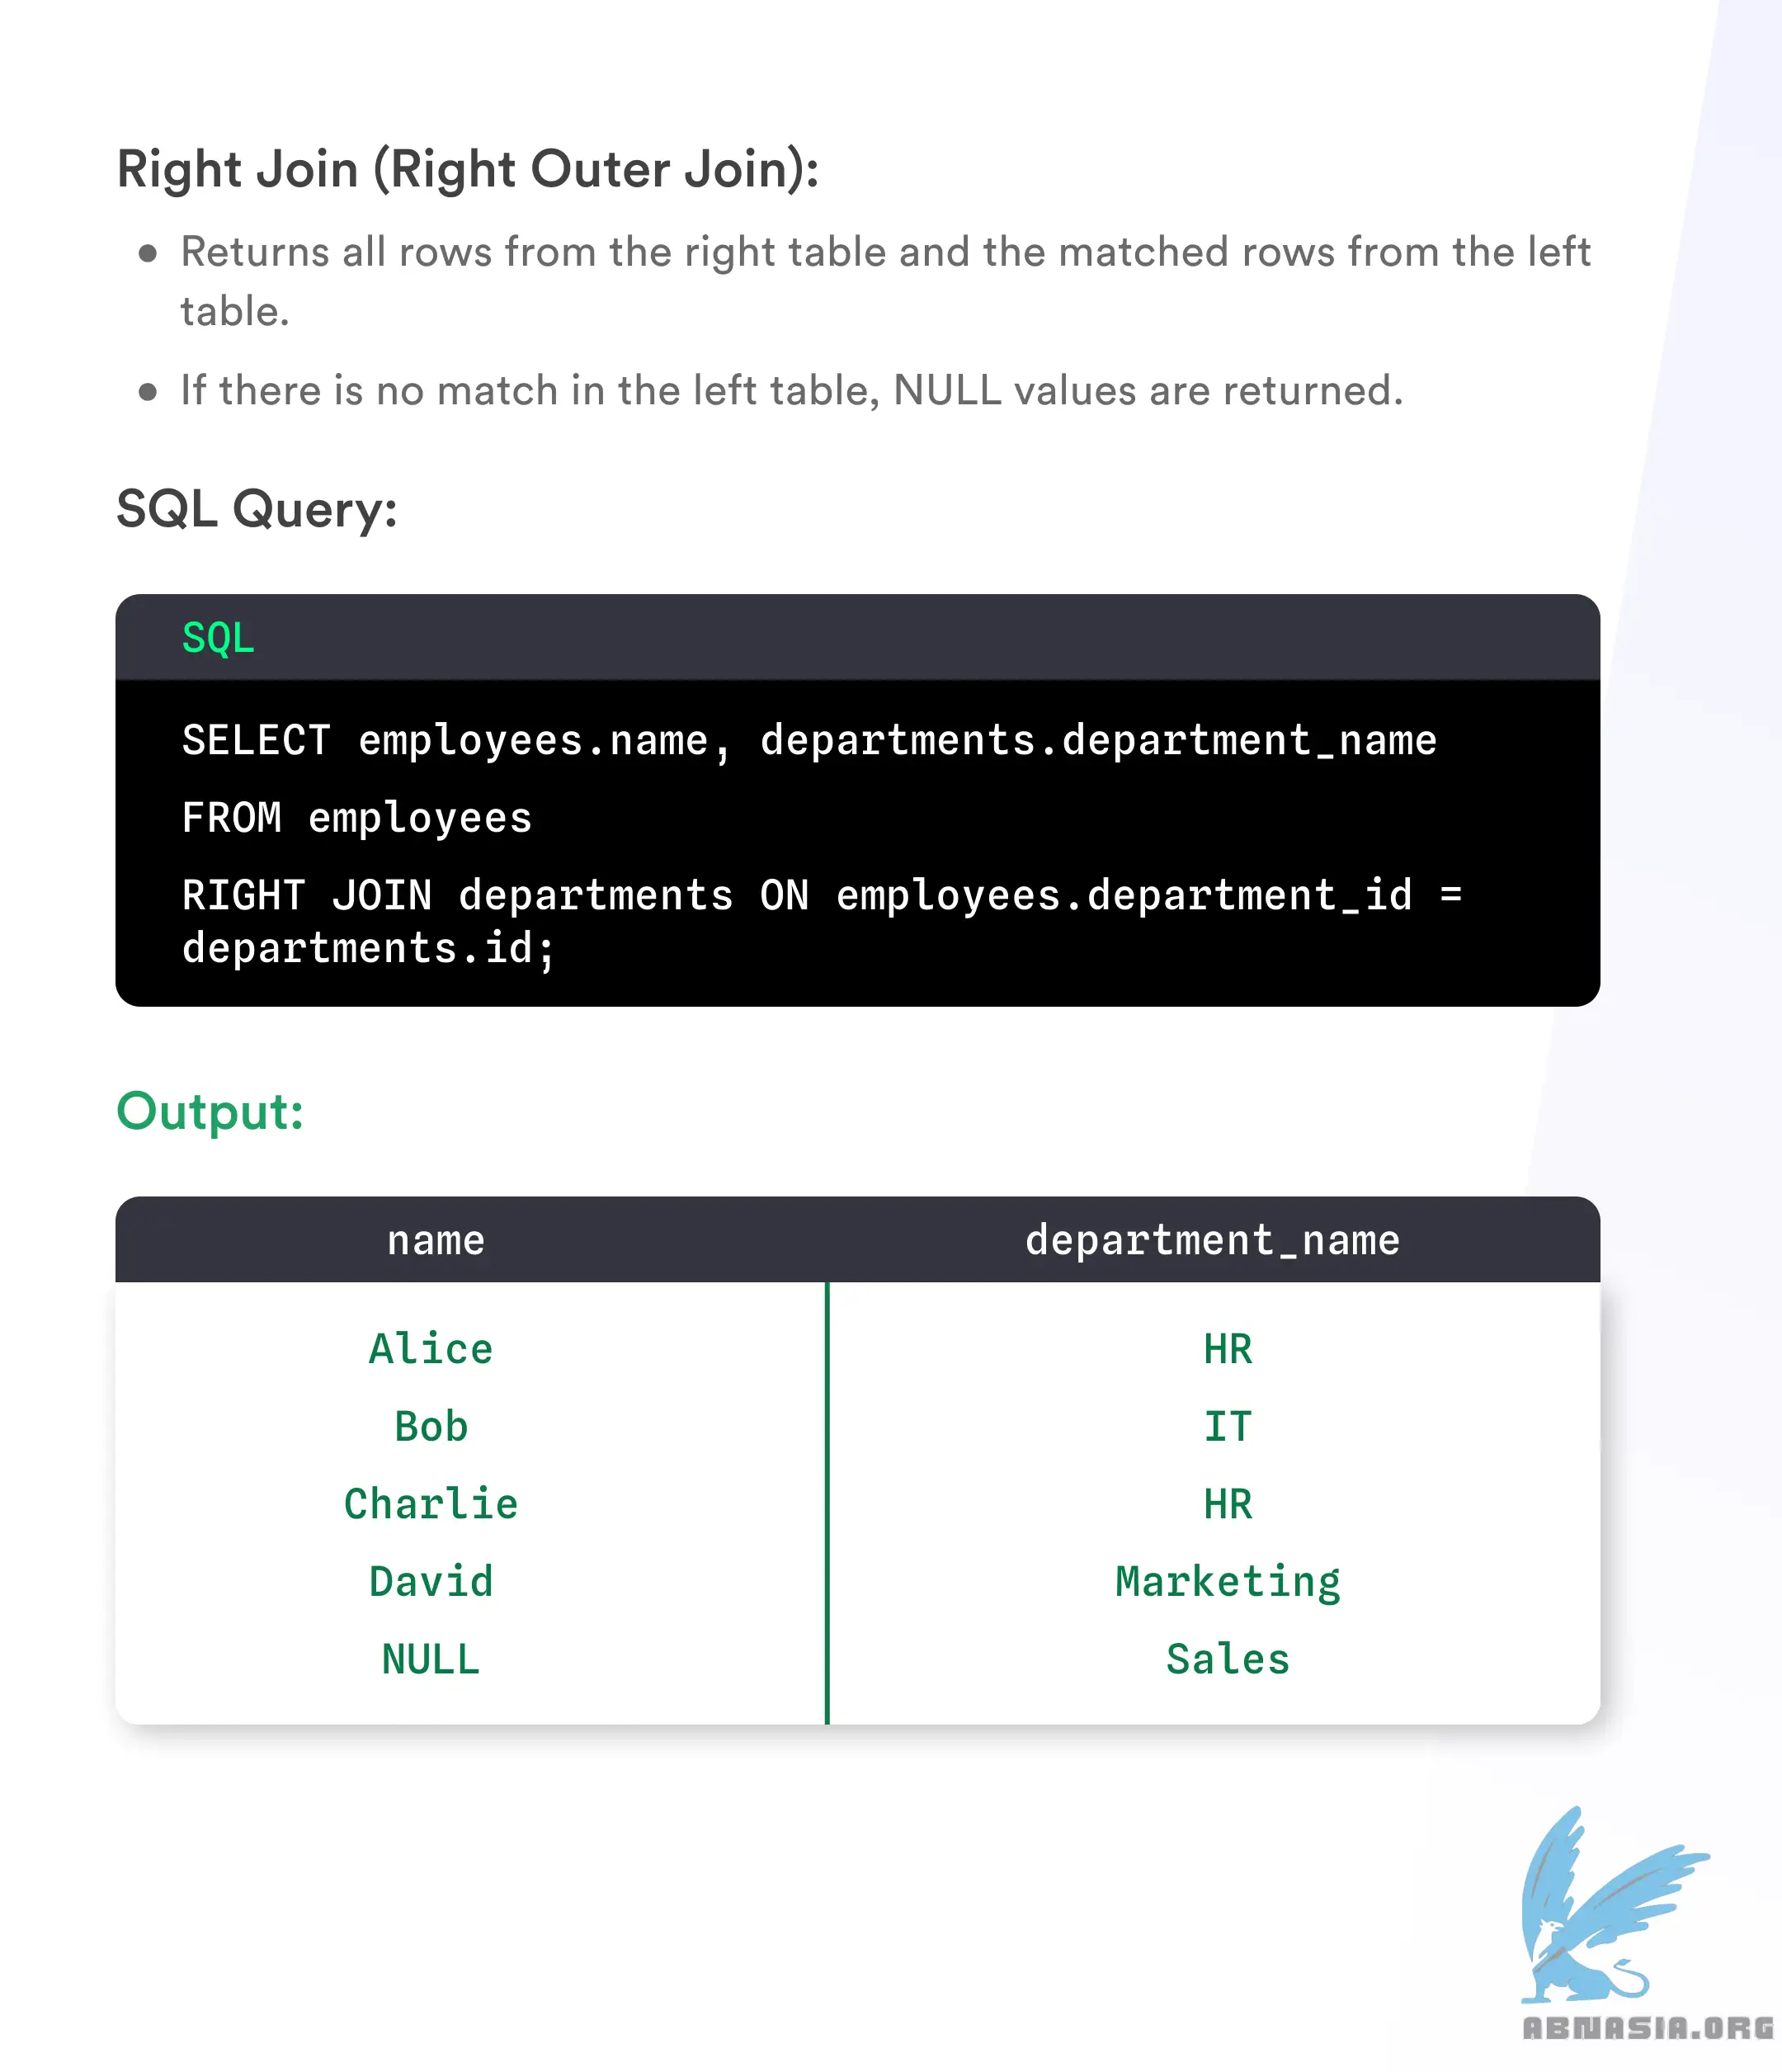 Right Join (Right Outer Join):
● Returns all rows from the right table and the matched rows from the left
table.
● If there is no match in the left table, NULL values are returned.
SQL Query:
SQL
SELECT employees.name, departments.department_name
FROM employees
RIGHT JOIN departments ON employees.department_id =
departments.id;
Output:
name department_name
Alice HR
Bob IT
Charlie HR
David Marketing
NULL Sales
ABNASIA.ORG